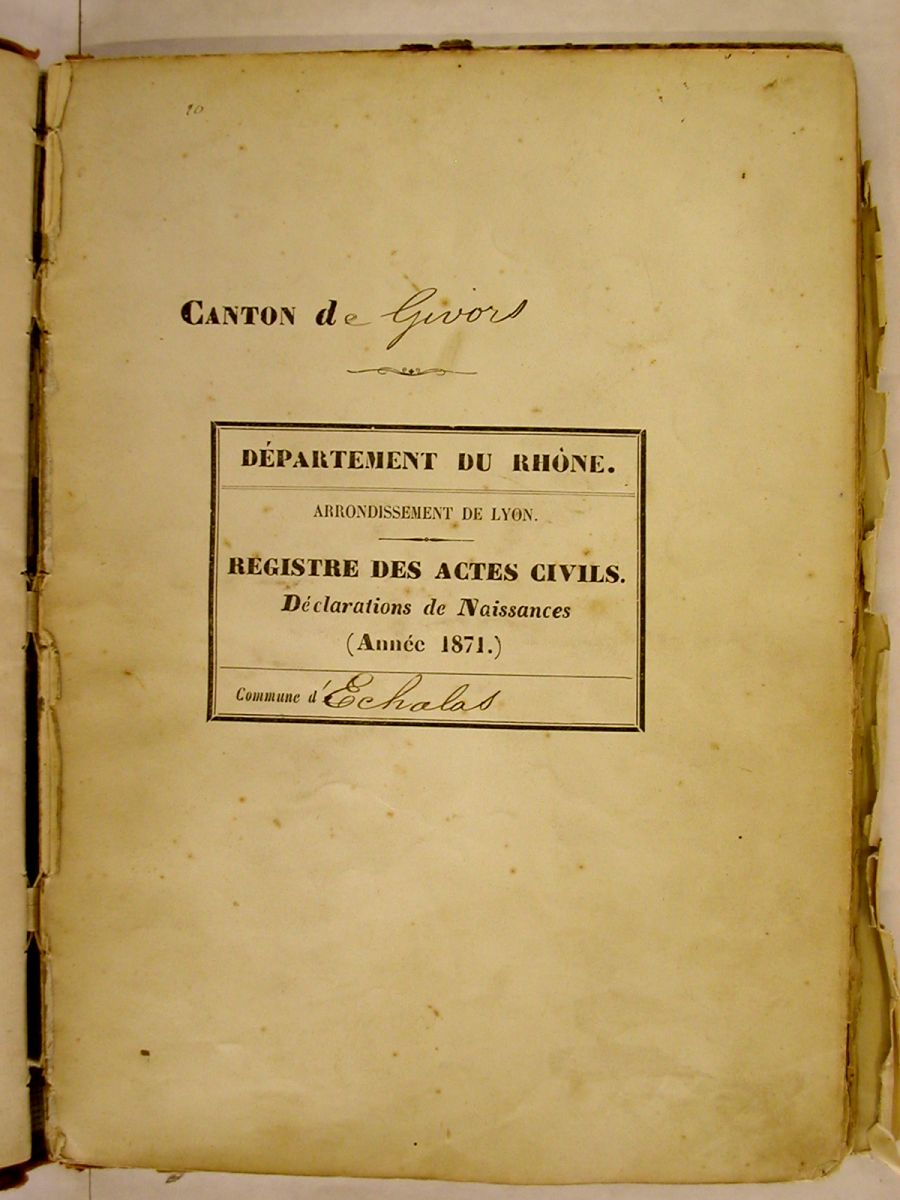 10
CANTON de Givors
DÉPARTEMENT DU RHÔNE.
ARRONDISSEMENT DE LYON.
REGISTRE DES ACTES CIVILS.
Déclarations de Naissances
(Année 1871.)
Commune d'Echalas